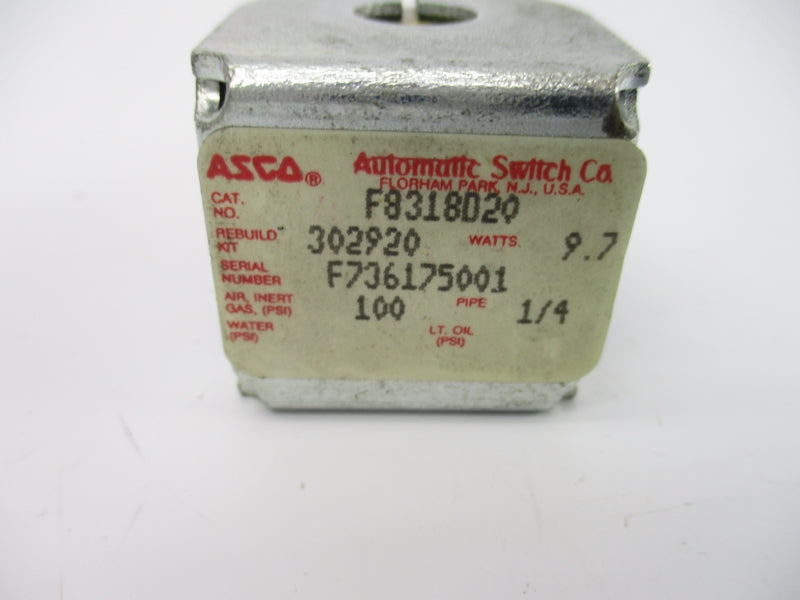 ASCO® Automatic Switch Co.
FLORHAM PARK, N.J., U.S.A.
CAT. NO. F8318D20
REBUILD KIT 302920 WATTS 9.7
SERIAL NUMBER F736175001
AIR, INERT GAS, (PSI) 100 PIPE 1/4
WATER (PSI) LT. OIL (PSI)